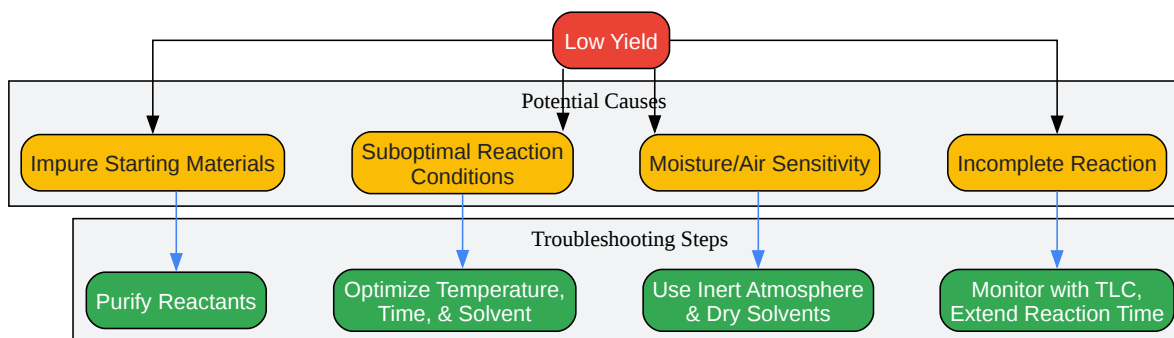 Low Yield
Potential Causes
Impure Starting Materials
Suboptimal Reaction
Conditions
Moisture/Air Sensitivity
Incomplete Reaction
Troubleshooting Steps
Purify Reactants
Optimize Temperature,
Time, & Solvent
Use Inert Atmosphere
& Dry Solvents
Monitor with TLC,
Extend Reaction Time